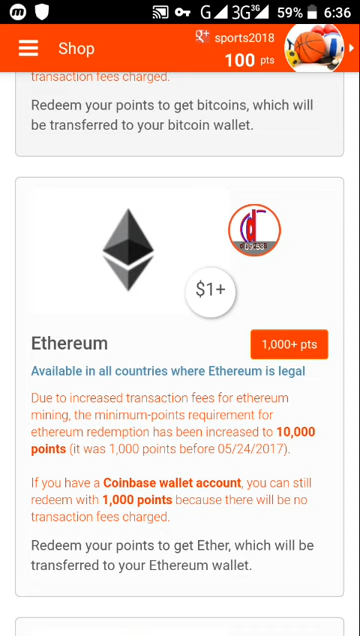 G 3G 3G 59% 6:36
Shop
g+ sports2018
100 pts
transaction fees charged.
Redeem your points to get bitcoins, which will
be transferred to your bitcoin wallet.
09:53
$1+
Ethereum
1,000+ pts
Available in all countries where Ethereum is legal
Due to increased transaction fees for ethereum
mining, the minimum-points requirement for
ethereum redemption has been increased to 10,000
points (it was 1,000 points before 05/24/2017).
If you have a Coinbase wallet account, you can still
redeem with 1,000 points because there will be no
transaction fees charged.
Redeem your points to get Ether, which will be
transferred to your Ethereum wallet.